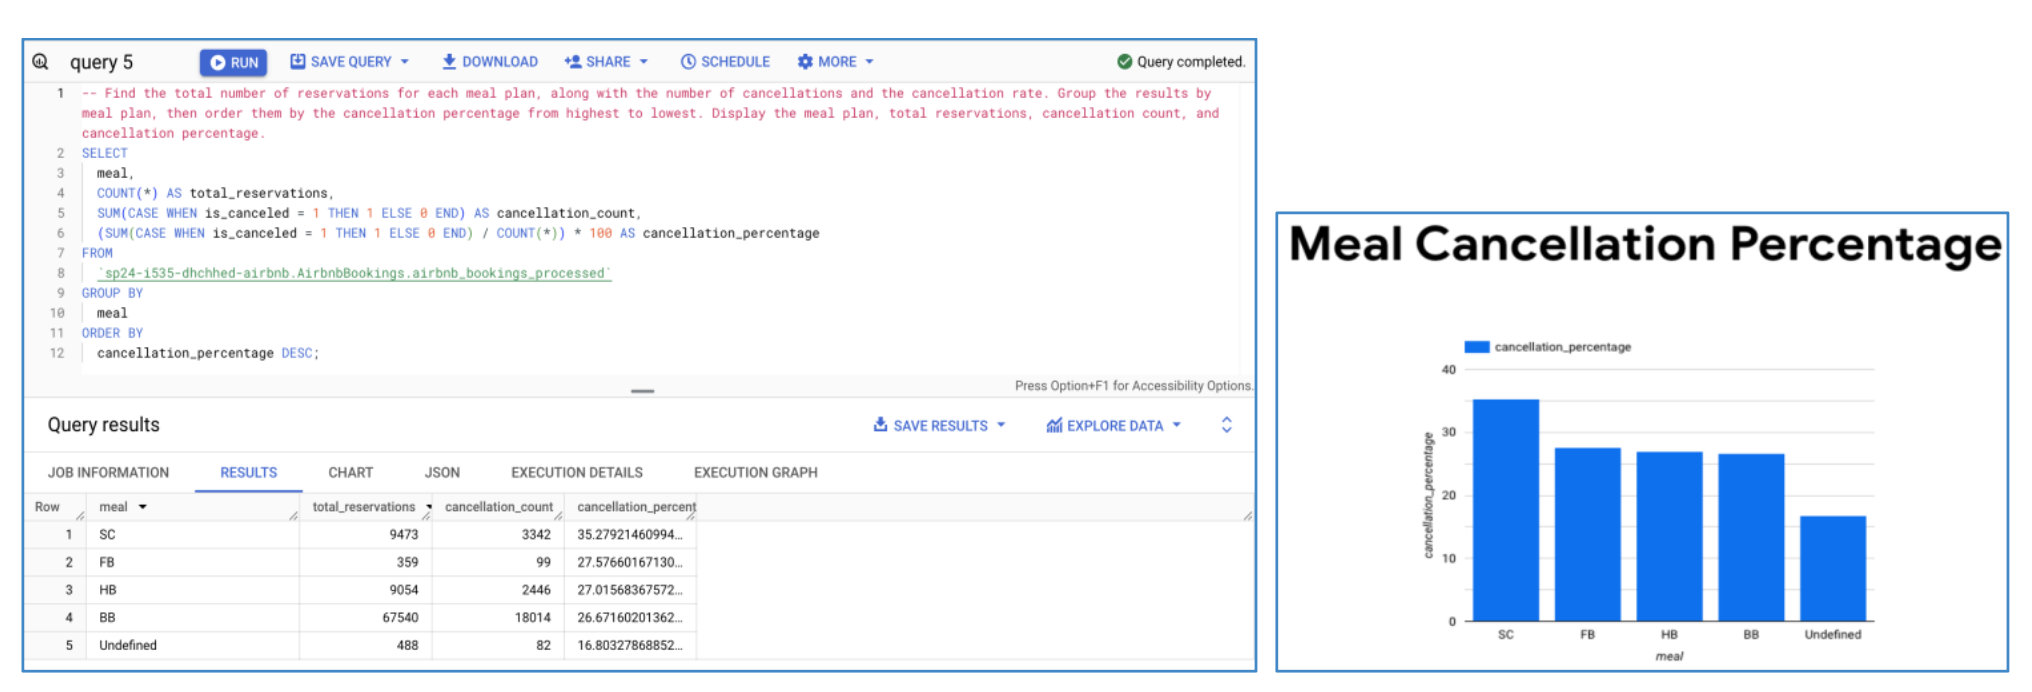 query 5 RUN SAVE QUERY DOWNLOAD SHARE SCHEDULE MORE Query completed.
1 -- Find the total number of reservations for each meal plan, along with the number of cancellations and the cancellation rate. Group the results by
meal plan, then order them by the cancellation percentage from highest to lowest. Display the meal plan, total reservations, cancellation count, and
cancellation percentage.
2 SELECT
3 meal,
4 COUNT(*) AS total_reservations,
5 SUM(CASE WHEN is_canceled = 1 THEN 1 ELSE 0 END) AS cancellation_count,
6 (SUM(CASE WHEN is_canceled = 1 THEN 1 ELSE 0 END) / COUNT(*)) * 100 AS cancellation_percentage
7 FROM
8 `sp24-i535-dhchhed-airbnb.AirbnbBookings.airbnb_bookings_processed`
9 GROUP BY
10 meal
11 ORDER BY
12 cancellation_percentage DESC;
Press Option+F1 for Accessibility Options.
Query results SAVE RESULTS EXPLORE DATA
JOB INFORMATION RESULTS CHART JSON EXECUTION DETAILS EXECUTION GRAPH
Row meal total_reservations cancellation_count cancellation_percent
1 SC 9473 3342 35.27921460994...
2 FB 359 99 27.57660167130...
3 HB 9054 2446 27.01568367572...
4 BB 67540 18014 26.67160201362...
5 Undefined 488 82 16.80327868852...
Meal Cancellation Percentage
cancellation_percentage
40
30
20
10
0
cancellation_percentage
SC FB HB BB Undefined
meal